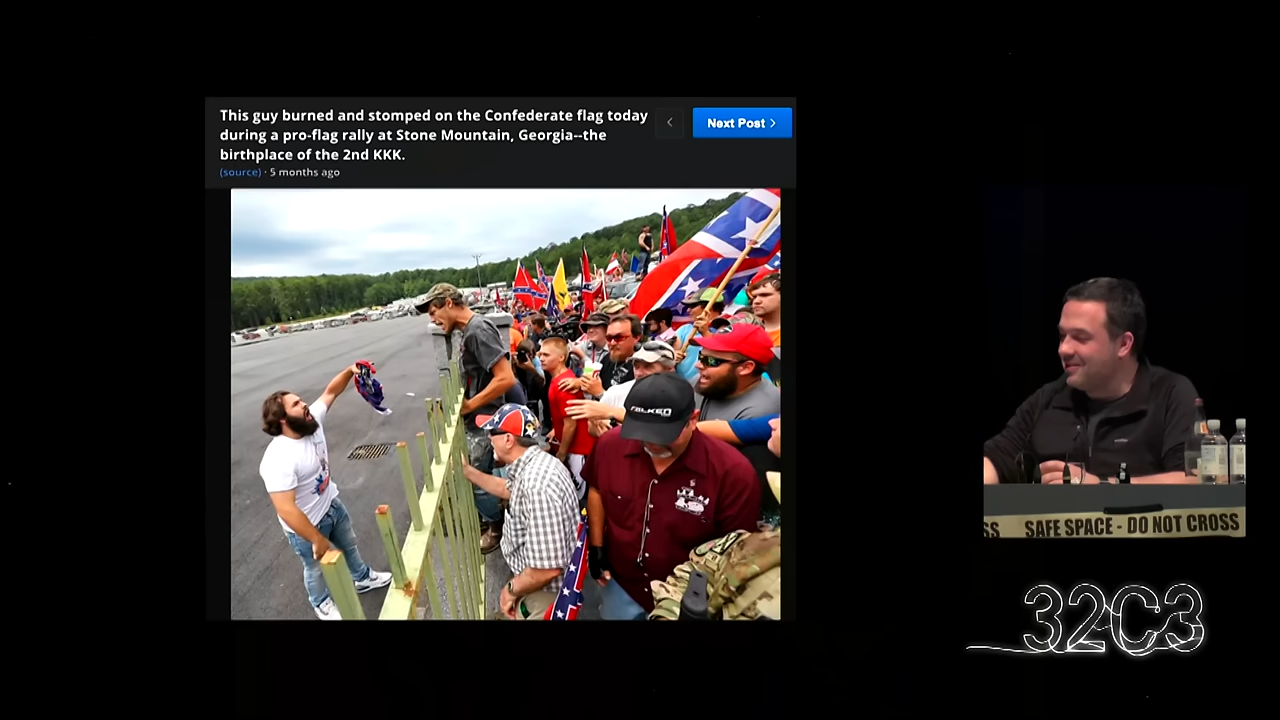 This guy burned and stomped on the Confederate flag today
during a pro-flag rally at Stone Mountain, Georgia--the
birthplace of the 2nd KKK.
(source) · 5 months ago
Next Post
FALKEN
SS SAFE SPACE - DO NOT CROSS
32C3